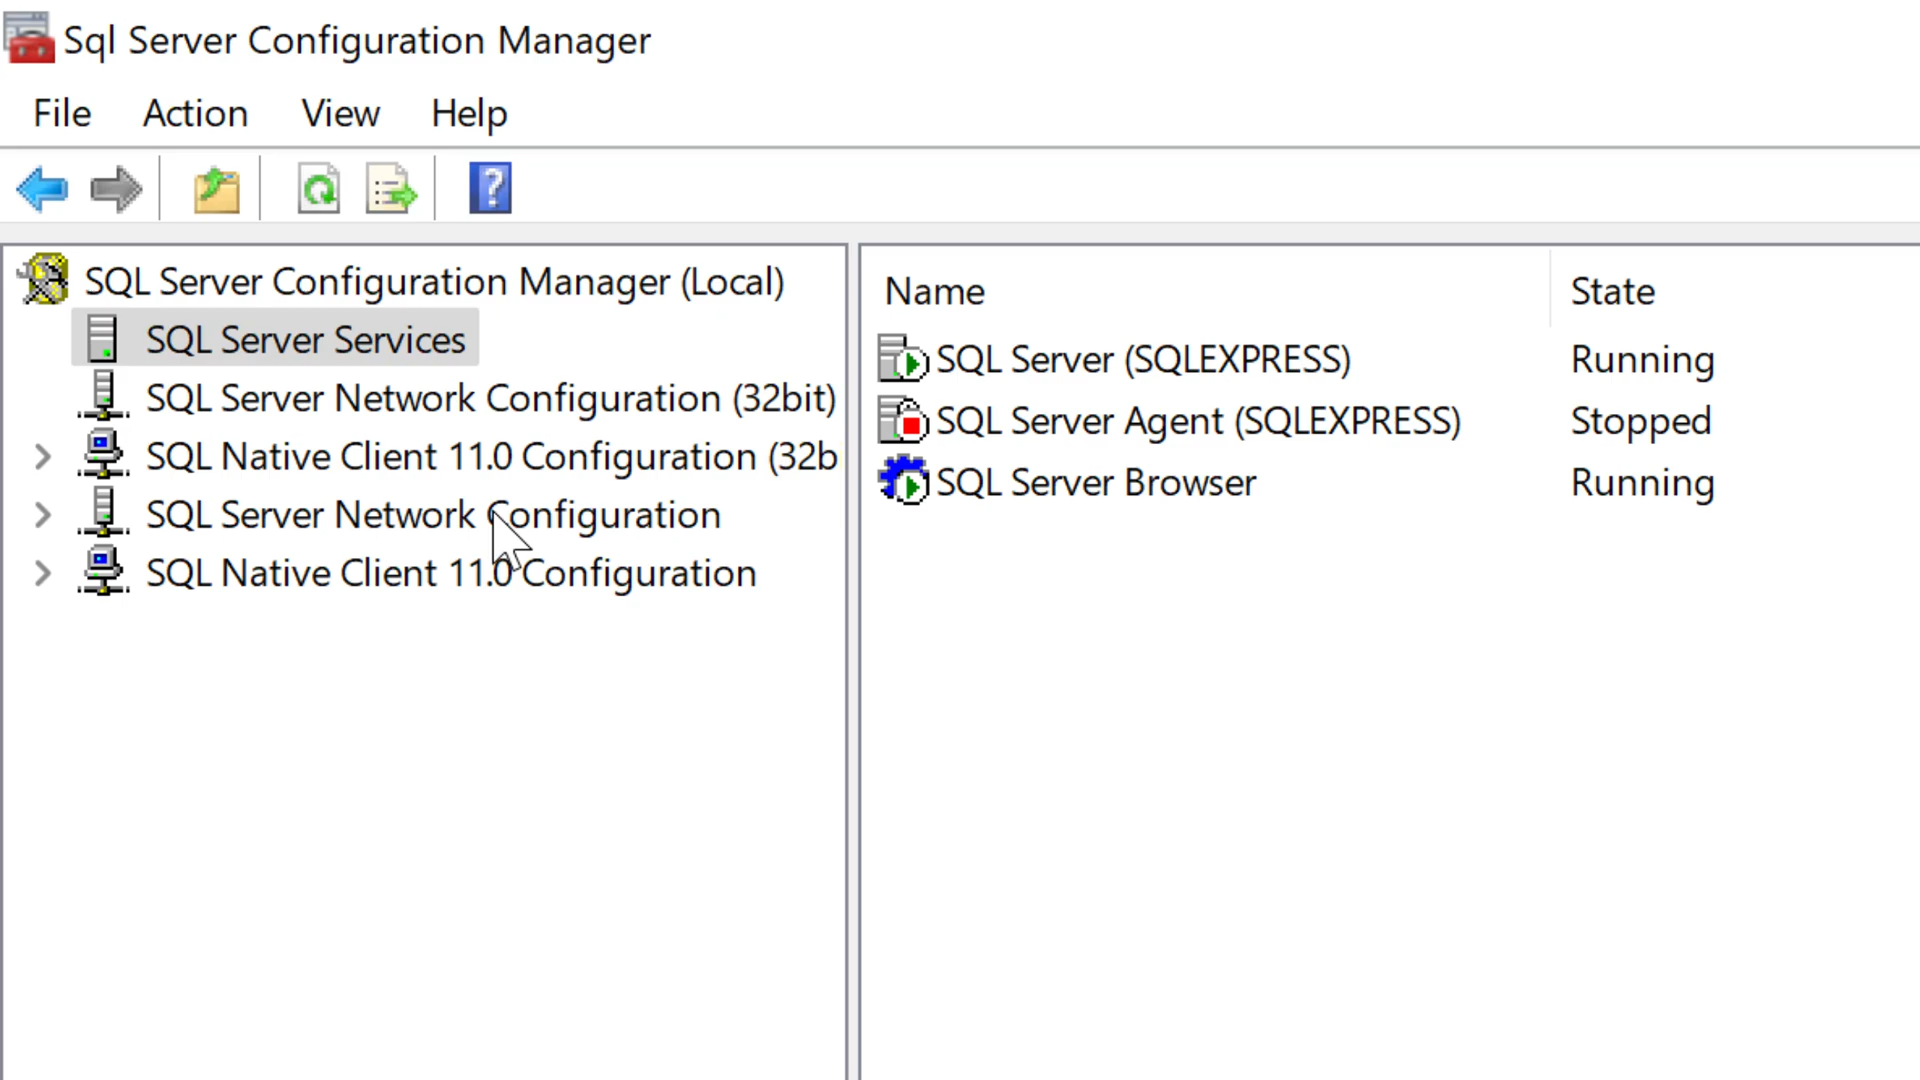 Sql Server Configuration Manager
File Action View Help
SQL Server Configuration Manager (Local)
SQL Server Services
SQL Server Network Configuration (32bit)
SQL Native Client 11.0 Configuration (32b
SQL Server Network Configuration
SQL Native Client 11.0 Configuration
Name State
SQL Server (SQLEXPRESS) Running
SQL Server Agent (SQLEXPRESS) Stopped
SQL Server Browser Running